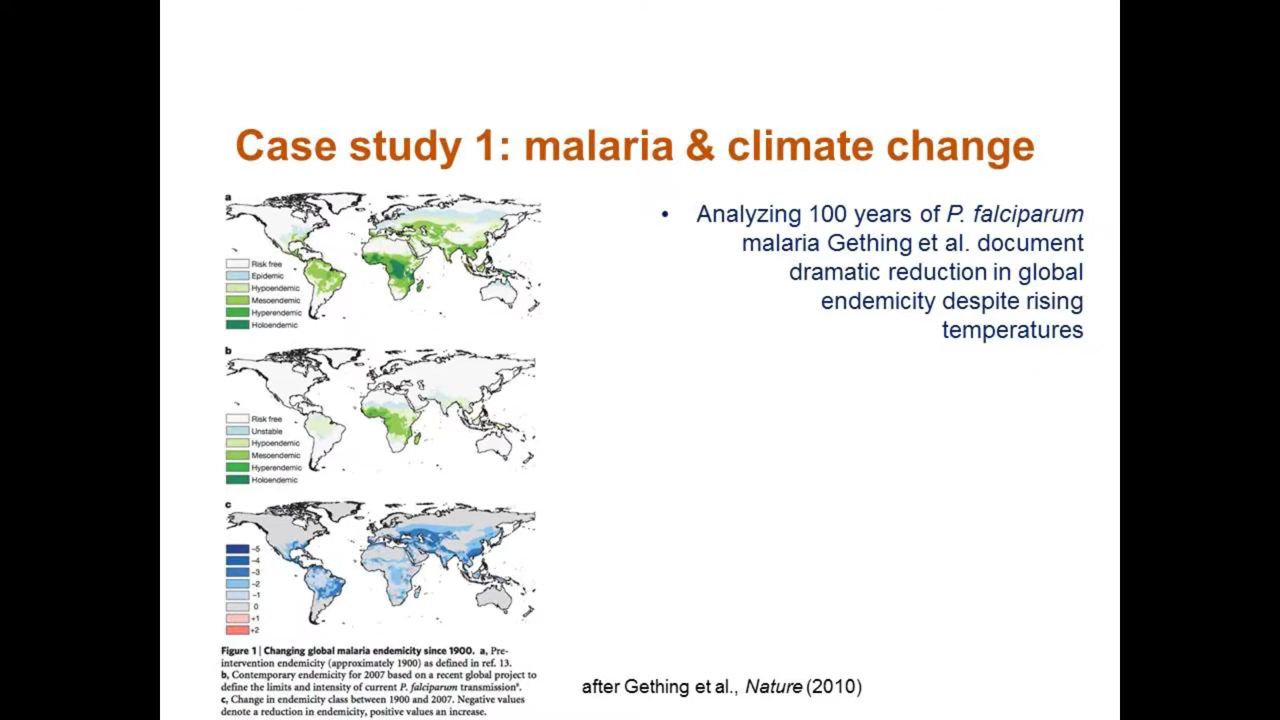 Case study 1: malaria & climate change
a
Risk free
Epidemic
Hypoendemic
Mesoendemic
Hyperendemic
Holoendemic
b
Risk free
Unstable
Hypoendemic
Mesoendemic
Hyperendemic
Holoendemic
c
–5
–4
–3
–2
–1
0
+1
+2
Figure 1 | Changing global malaria endemicity since 1900. a, Pre-
intervention endemicity (approximately 1900) as defined in ref. 13.
b, Contemporary endemicity for 2007 based on a recent global project to
define the limits and intensity of current P. falciparum transmission⁸.
c, Change in endemicity class between 1900 and 2007. Negative values
denote a reduction in endemicity, positive values an increase.
• Analyzing 100 years of P. falciparum
malaria Gething et al. document
dramatic reduction in global
endemicity despite rising
temperatures
after Gething et al., Nature (2010)